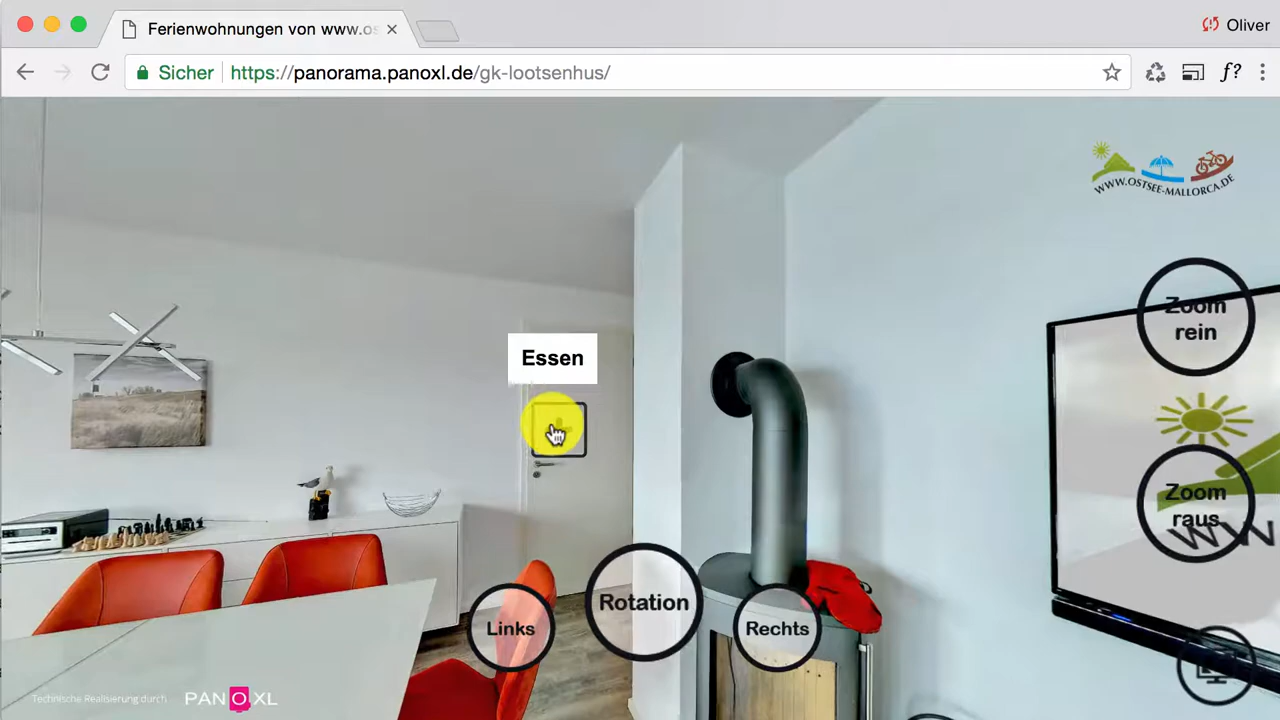 Ferienwohnungen von www.os
Oliver
Sicher
https://panorama.panoxl.de/gk-lootsenhus/
f?
WWW.OSTSEE-MALLORCA.DE
Zoom
rein
Essen
Zoom
raus
WW
Rotation
Links
Rechts
Technische Realisierung durch
PANOXL